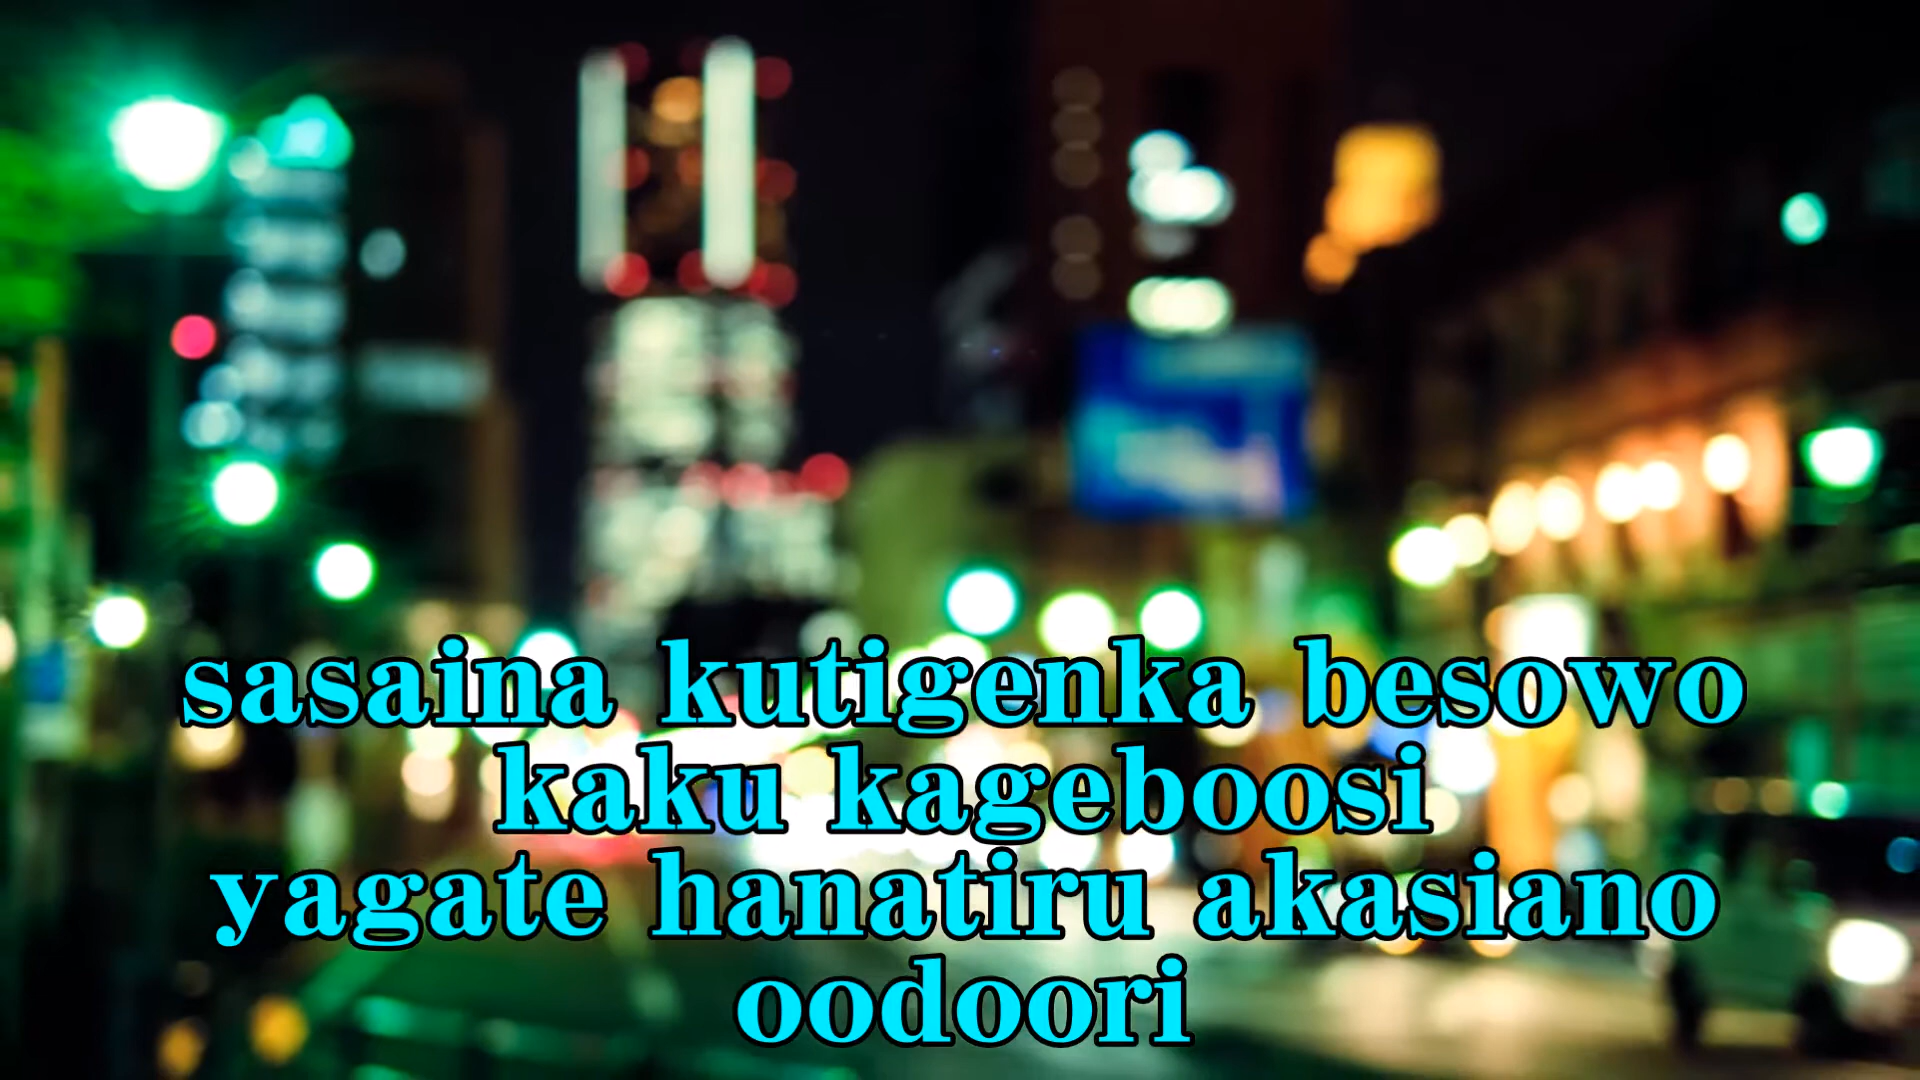 sasaina kutigenka besowo
kaku kageboosi
yagate hanatiru akasiano
oodoori